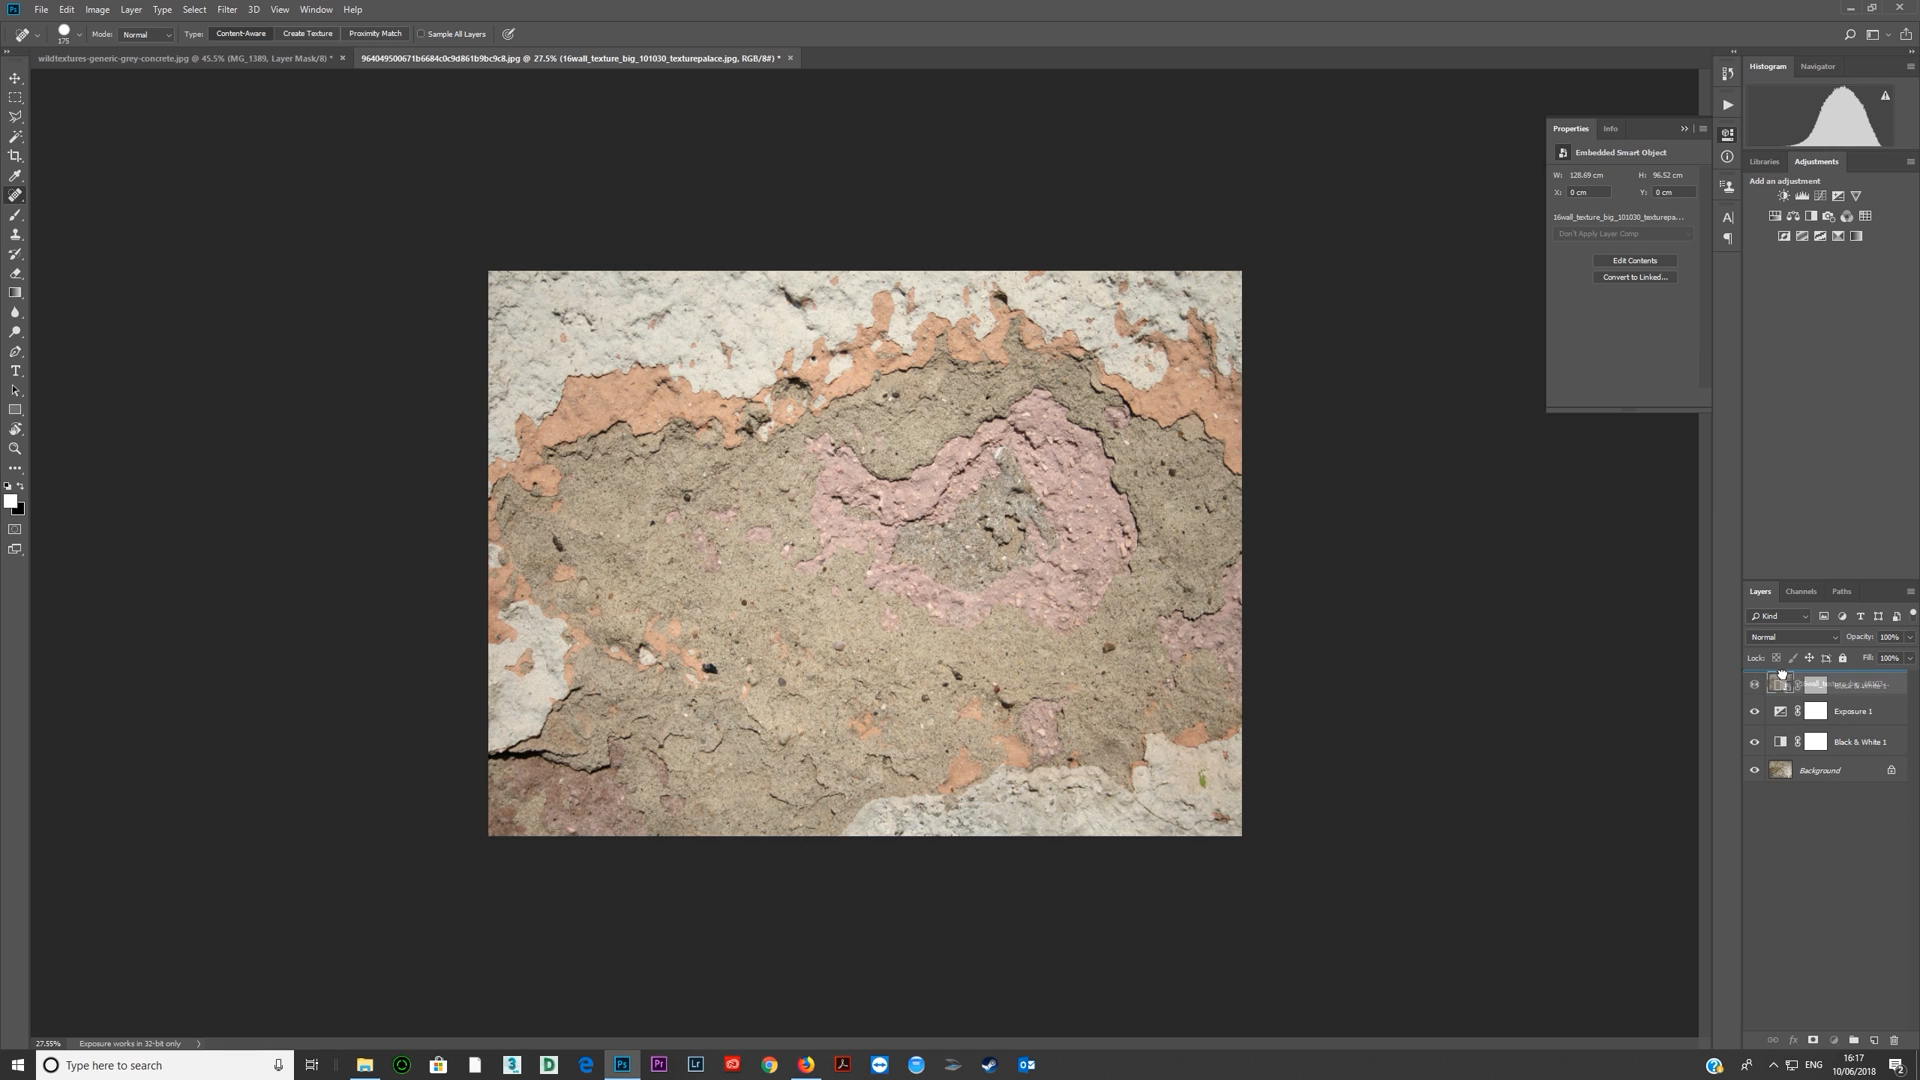 File Edit Image Layer Type Select Filter 3D View Window Help
175 Mode: Normal Type: Content-Aware Create Texture Proximity Match Sample All Layers
wildtextures-generic-grey-concrete.jpg @ 45.5% (MG_1389, Layer Mask/8) *
964049500671b6684c0c9d861b9bc9c8.jpg @ 27.5% (16wall_texture_big_101030_texturepalace.jpg, RGB/8#) *
Histogram Navigator
Properties Info
Embedded Smart Object
W: 128.69 cm H: 96.52 cm
X: 0 cm Y: 0 cm
16wall_texture_big_101030_texturepa...
Don't Apply Layer Comp
Edit Contents
Convert to Linked...
Libraries Adjustments
Add an adjustment
Layers Channels Paths
Kind
Normal Opacity: 100%
Lock: Fill: 100%
Exposure 1
Black & White 1
Background
27.55% Exposure works in 32-bit only
Type here to search
ENG
16:17
10/06/2018